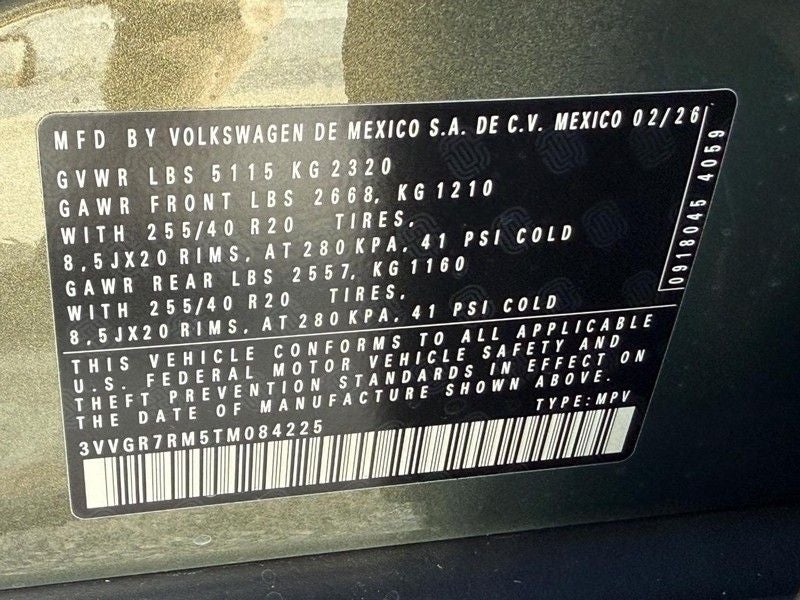 MFD BY VOLKSWAGEN DE MEXICO S.A. DE C.V. MEXICO 02/26
GVWR LBS 5115 KG 2320
GAWR FRONT LBS 2668, KG 1210
WITH 255/40 R20 TIRES,
8,5JX20 RIMS, AT 280 KPA, 41 PSI COLD
GAWR REAR LBS 2557, KG 1160
WITH 255/40 R20 TIRES,
8,5JX20 RIMS, AT 280 KPA, 41 PSI COLD
0918045 4059
THIS VEHICLE CONFORMS TO ALL APPLICABLE
U.S. FEDERAL MOTOR VEHICLE SAFETY AND
THEFT PREVENTION STANDARDS IN EFFECT ON
THE DATE OF MANUFACTURE SHOWN ABOVE.
TYPE: MPV
3VVGR7RM5TM084225